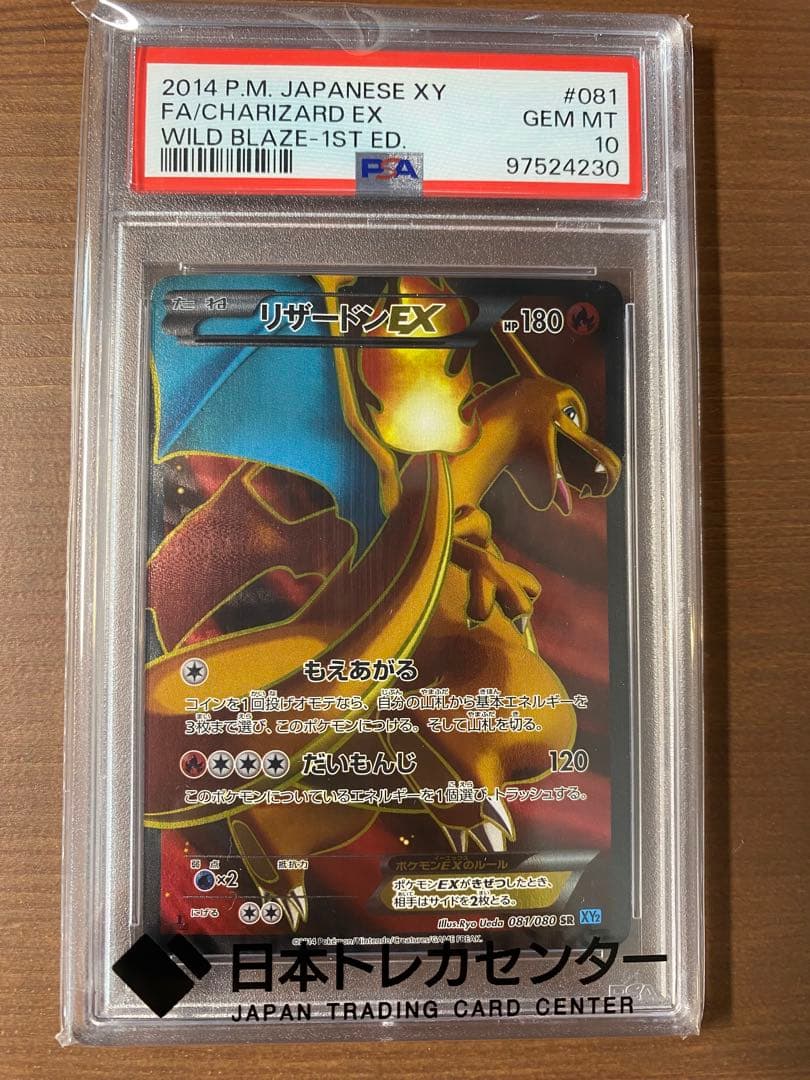 2014 P.M. JAPANESE XY #081
FA/CHARIZARD EX GEM MT
WILD BLAZE-1ST ED. 10
97524230
PSA
たね リザードンEX HP180
もえあがる
コインを1回投げオモテなら、自分の山札から基本エネルギーを
3枚まで選び、このポケモンにつける。そして山札を切る。
だいもんじ 120
このポケモンについているエネルギーを1個選び、トラッシュする。
弱点 抵抗力
×2
にげる
ポケモンEXのルール
ポケモンEXがきぜつしたとき、
相手はサイドを2枚とる。
Illus.Ryo Ueda 081/080 SR XY2
©2014 Pokémon/Nintendo/Creatures/GAME FREAK.
日本トレカセンター
JAPAN TRADING CARD CENTER
PSA